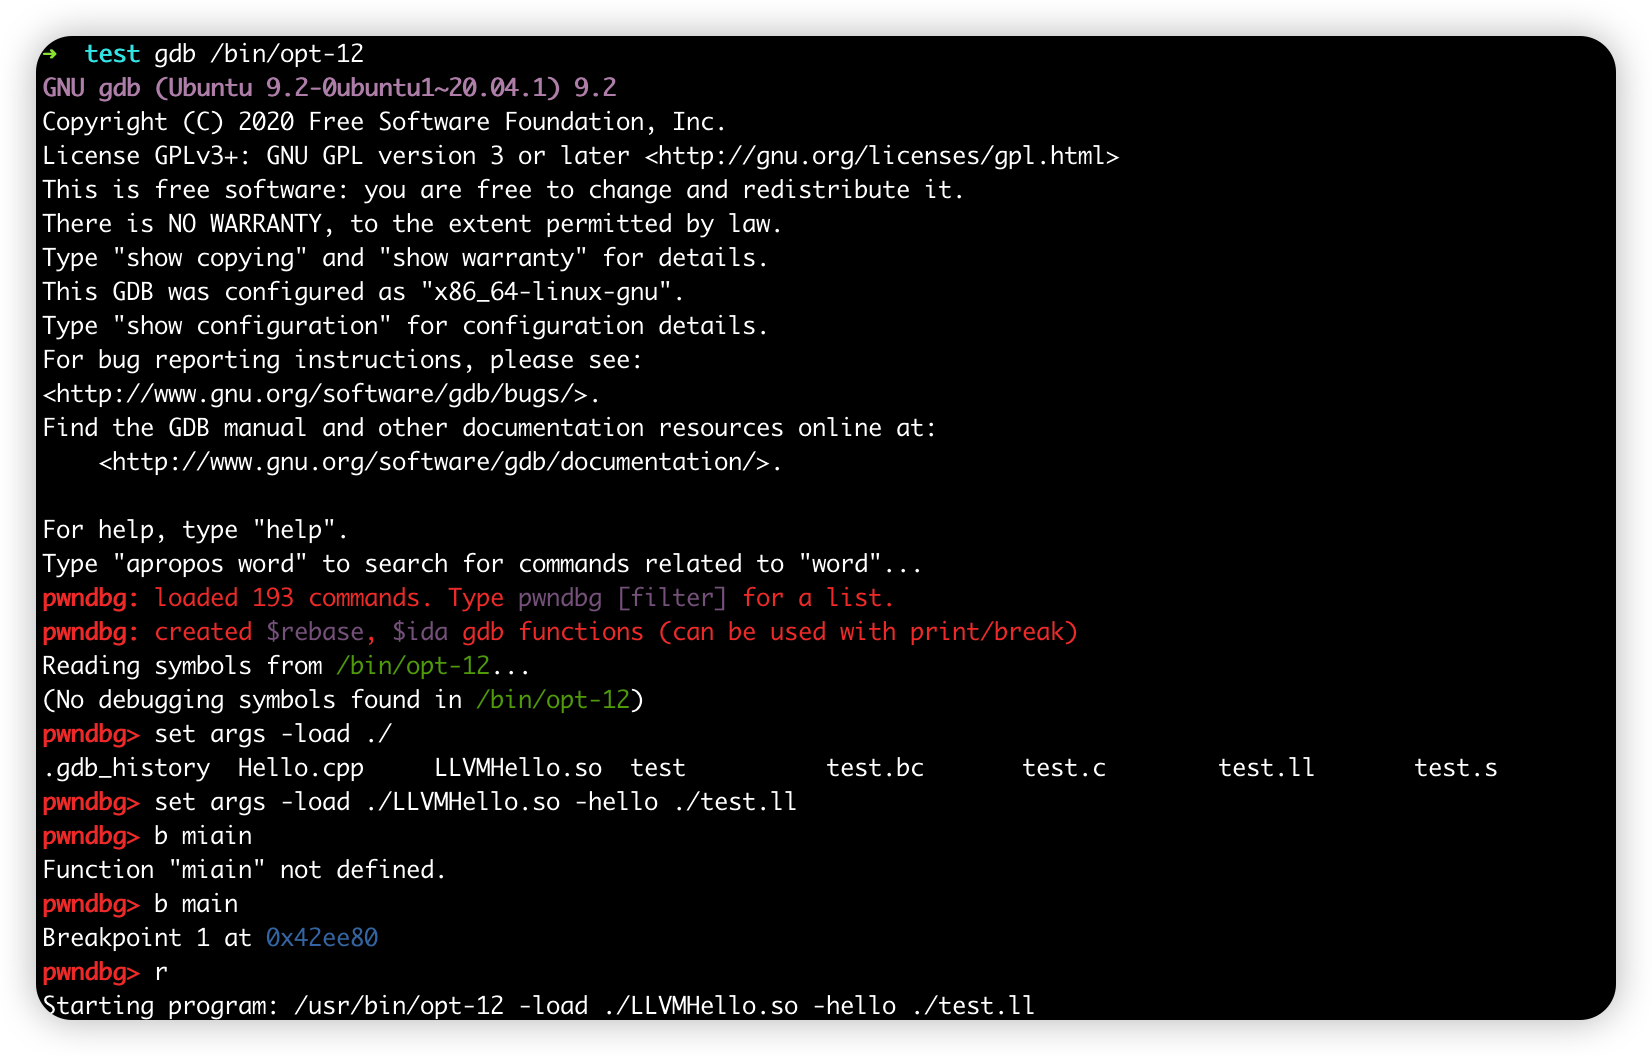 → test gdb /bin/opt-12
GNU gdb (Ubuntu 9.2-0ubuntu1~20.04.1) 9.2
Copyright (C) 2020 Free Software Foundation, Inc.
License GPLv3+: GNU GPL version 3 or later <http://gnu.org/licenses/gpl.html>
This is free software: you are free to change and redistribute it.
There is NO WARRANTY, to the extent permitted by law.
Type "show copying" and "show warranty" for details.
This GDB was configured as "x86_64-linux-gnu".
Type "show configuration" for configuration details.
For bug reporting instructions, please see:
<http://www.gnu.org/software/gdb/bugs/>.
Find the GDB manual and other documentation resources online at:
    <http://www.gnu.org/software/gdb/documentation/>.

For help, type "help".
Type "apropos word" to search for commands related to "word"...
pwndbg: loaded 193 commands. Type pwndbg [filter] for a list.
pwndbg: created $rebase, $ida gdb functions (can be used with print/break)
Reading symbols from /bin/opt-12...
(No debugging symbols found in /bin/opt-12)
pwndbg> set args -load ./
.gdb_history  Hello.cpp     LLVMHello.so  test          test.bc       test.c        test.ll       test.s
pwndbg> set args -load ./LLVMHello.so -hello ./test.ll
pwndbg> b miain
Function "miain" not defined.
pwndbg> b main
Breakpoint 1 at 0x42ee80
pwndbg> r
Starting program: /usr/bin/opt-12 -load ./LLVMHello.so -hello ./test.ll